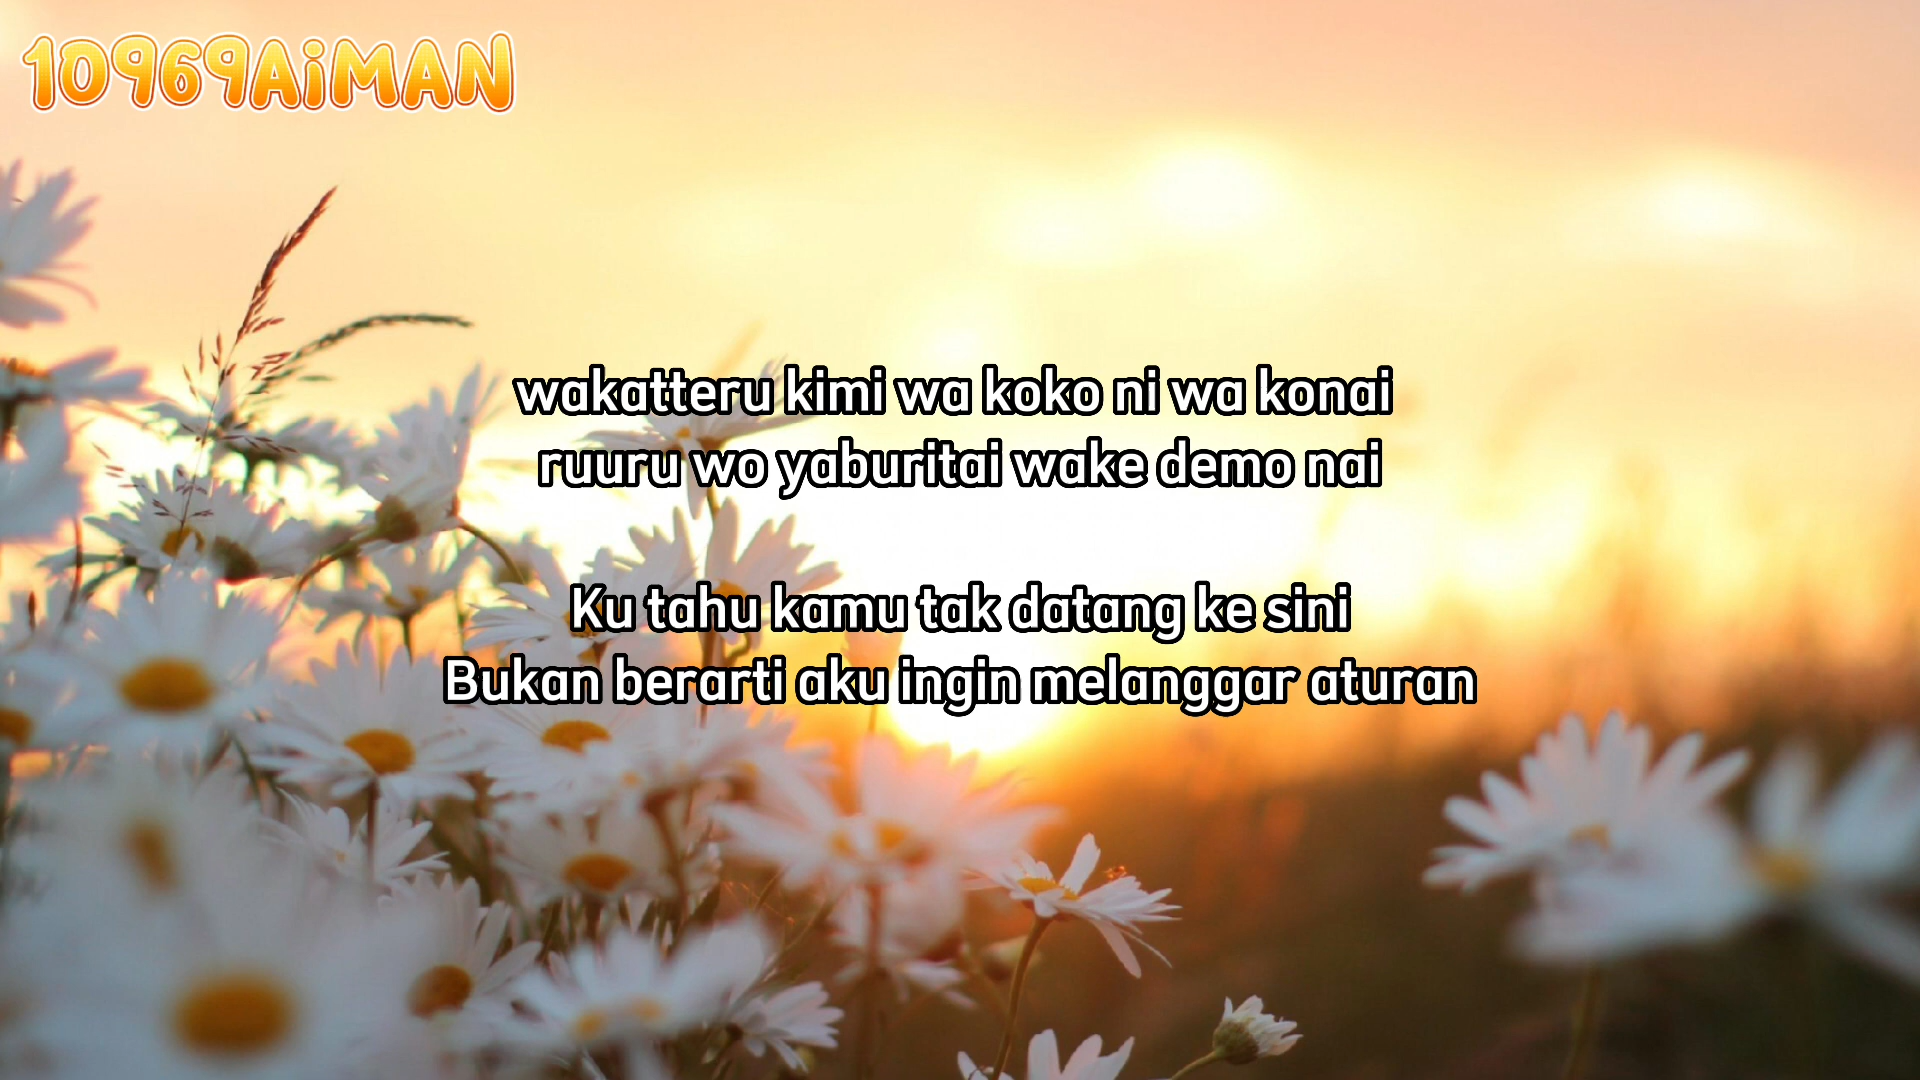 10969AiMAN
wakatteru kimi wa koko ni wa konai
ruuru wo yaburitai wake demo nai
Ku tahu kamu tak datang ke sini
Bukan berarti aku ingin melanggar aturan